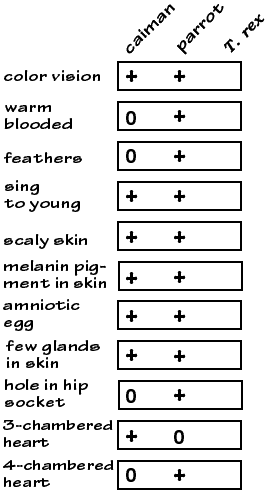 caiman parrot T. rex
color vision + +
warm
blooded 0 +
feathers 0 +
sing
to young + +
scaly skin + +
melanin pig-
ment in skin + +
amniotic
egg + +
few glands
in skin + +
hole in hip
socket 0 +
3-chambered
heart + 0
4-chambered
heart 0 +